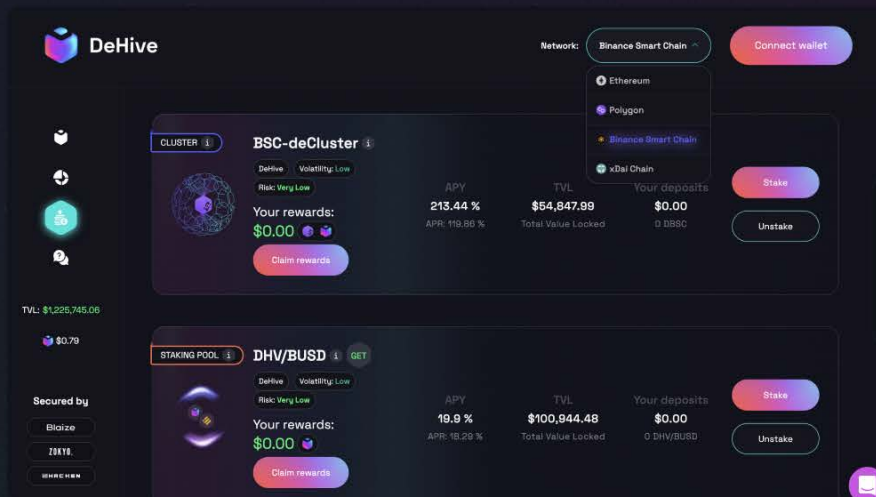 DeHive
Network: Binance Smart Chain
Connect wallet
Ethereum
Polygon
Binance Smart Chain
xDai Chain
CLUSTER i
BSC-deCluster i
DeHive Volatility: Low
Risk: Very Low
Your rewards:
$0.00
Claim rewards
APY
213.44 %
APR: 119.86 %
TVL
$54,847.99
Total Value Locked
Your deposits
$0.00
0 DBSC
Stake
Unstake
TVL: $1,225,745.06
$0.79
Secured by
Blaize
ZOKYO.
HACKEN
STAKING POOL i
DHV/BUSD i GET
DeHive Volatility: Low
Risk: Very Low
Your rewards:
$0.00
Claim rewards
APY
19.9 %
APR: 18.29 %
TVL
$100,944.48
Total Value Locked
Your deposits
$0.00
0 DHV/BUSD
Stake
Unstake